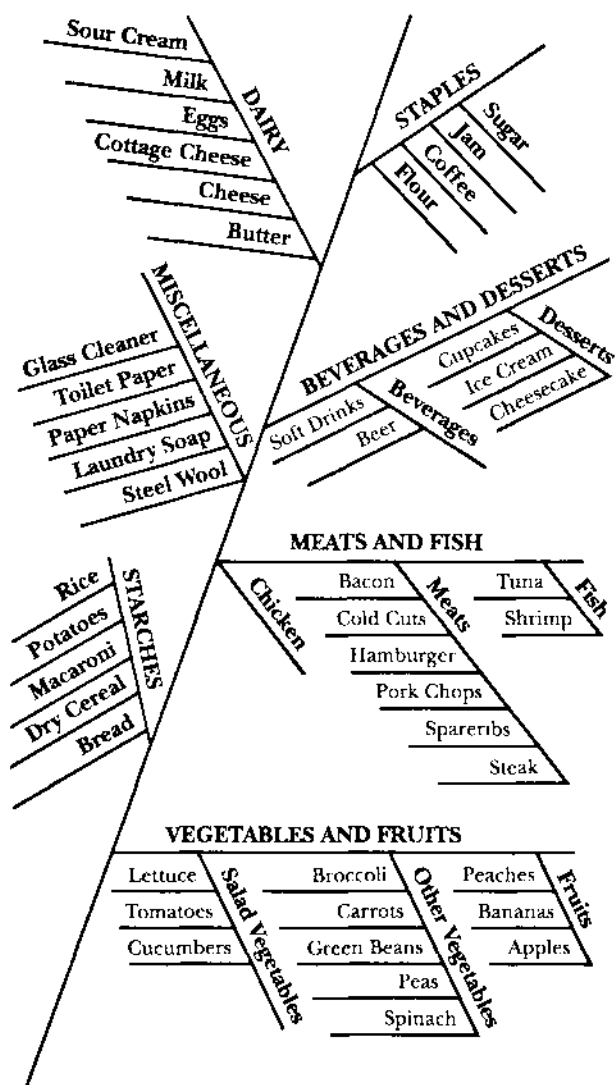 Sour Cream
Milk
Eggs
Cottage Cheese
Cheese
Butter
DAIRY
STAPLES
Sugar
Jam
Coffee
Flour
MISCELLANEOUS
Glass Cleaner
Toilet Paper
Paper Napkins
Laundry Soap
Steel Wool
BEVERAGES AND DESSERTS
Cupcakes
Ice Cream
Cheesecake
Desserts
Soft Drinks
Beer
Beverages
STARCHES
Rice
Potatoes
Macaroni
Dry Cereal
Bread
MEATS AND FISH
Chicken
Bacon
Cold Cuts
Hamburger
Pork Chops
Spareribs
Steak
Meats
Tuna
Shrimp
Fish
VEGETABLES AND FRUITS
Lettuce
Tomatoes
Cucumbers
Salad Vegetables
Broccoli
Carrots
Green Beans
Peas
Spinach
Other Vegetables
Peaches
Bananas
Apples
Fruits